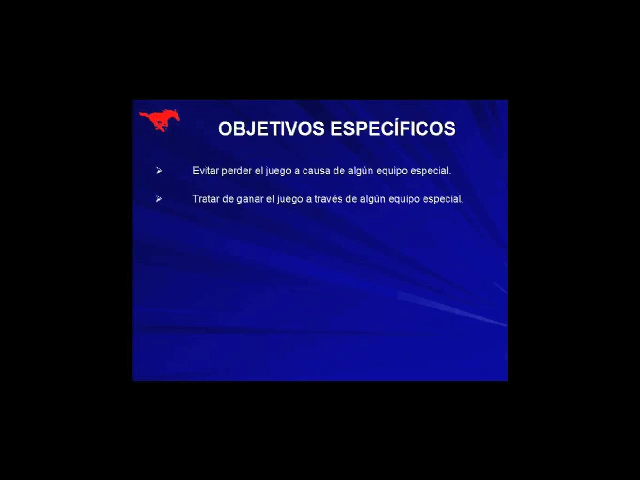 OBJETIVOS ESPECÍFICOS
Evitar perder el juego a causa de algún equipo especial.
Tratar de ganar el juego a través de algún equipo especial.